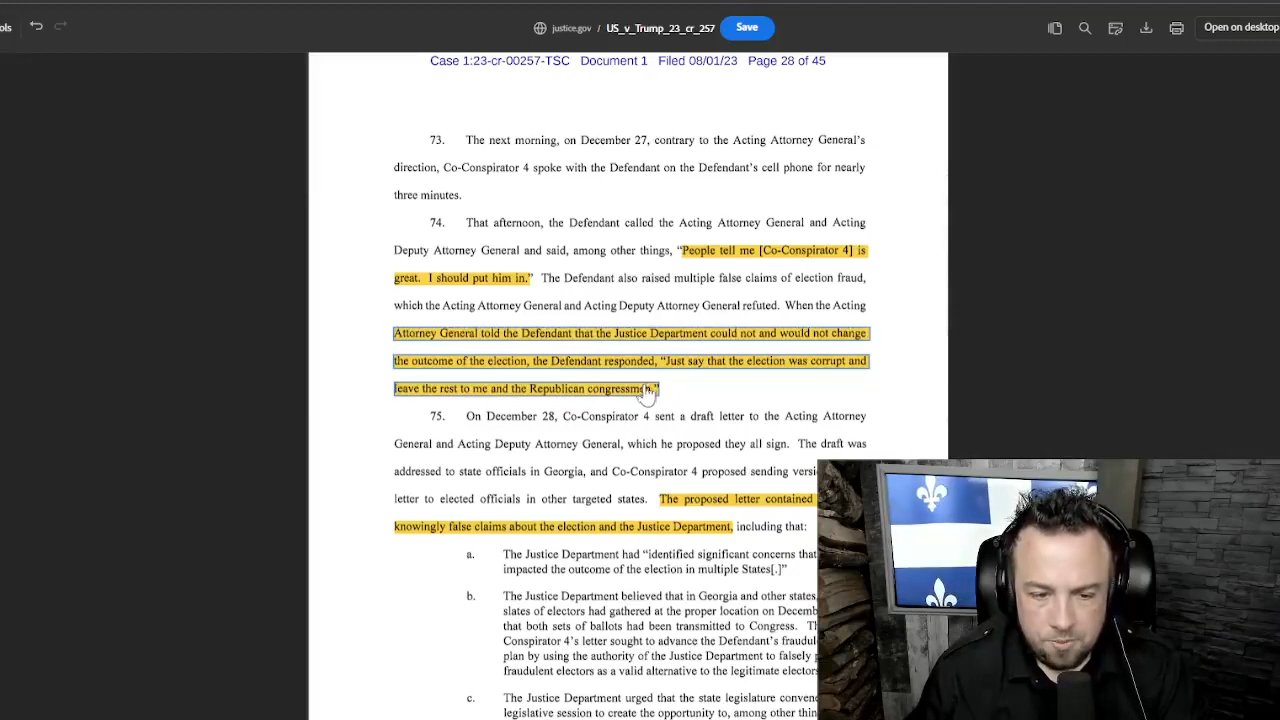 ols
justice.gov / US_v_Trump_23_cr_257 Save Open on desktop
Case 1:23-cr-00257-TSC Document 1 Filed 08/01/23 Page 28 of 45
73. The next morning, on December 27, contrary to the Acting Attorney General's
direction, Co-Conspirator 4 spoke with the Defendant on the Defendant's cell phone for nearly
three minutes.
74. That afternoon, the Defendant called the Acting Attorney General and Acting
Deputy Attorney General and said, among other things, “People tell me [Co-Conspirator 4] is
great. I should put him in.” The Defendant also raised multiple false claims of election fraud,
which the Acting Attorney General and Acting Deputy Attorney General refuted. When the Acting
Attorney General told the Defendant that the Justice Department could not and would not change
the outcome of the election, the Defendant responded, “Just say that the election was corrupt and
leave the rest to me and the Republican congressmen.”
75. On December 28, Co-Conspirator 4 sent a draft letter to the Acting Attorney
General and Acting Deputy Attorney General, which he proposed they all sign. The draft was
addressed to state officials in Georgia, and Co-Conspirator 4 proposed sending
letter to elected officials in other targeted states. The proposed letter contained
knowingly false claims about the election and the Justice Department, including that:
a. The Justice Department had “identified significant concerns that
impacted the outcome of the election in multiple States[.]”
b. The Justice Department believed that in Georgia and other states,
slates of electors had gathered at the proper location on
that both sets of ballots had been transmitted to Congress.
Conspirator 4's letter sought to advance the Defendant's
plan by using the authority of the Justice Department to falsely
fraudulent electors as a valid alternative to the legitimate electors
c. The Justice Department urged that the state legislature
legislative session to create the opportunity to, among other